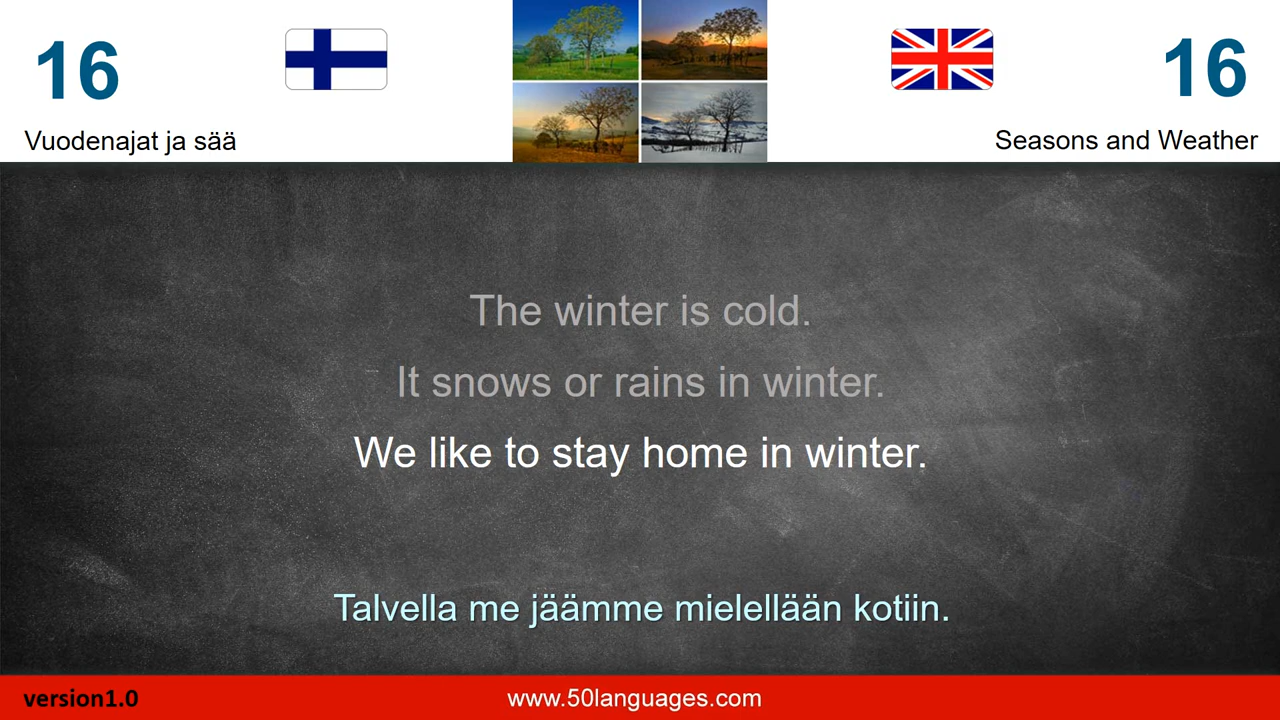 16
16
Vuodenajat ja sää
Seasons and Weather
The winter is cold.
It snows or rains in winter.
We like to stay home in winter.
Talvella me jäämme mielellään kotiin.
version1.0
www.50languages.com